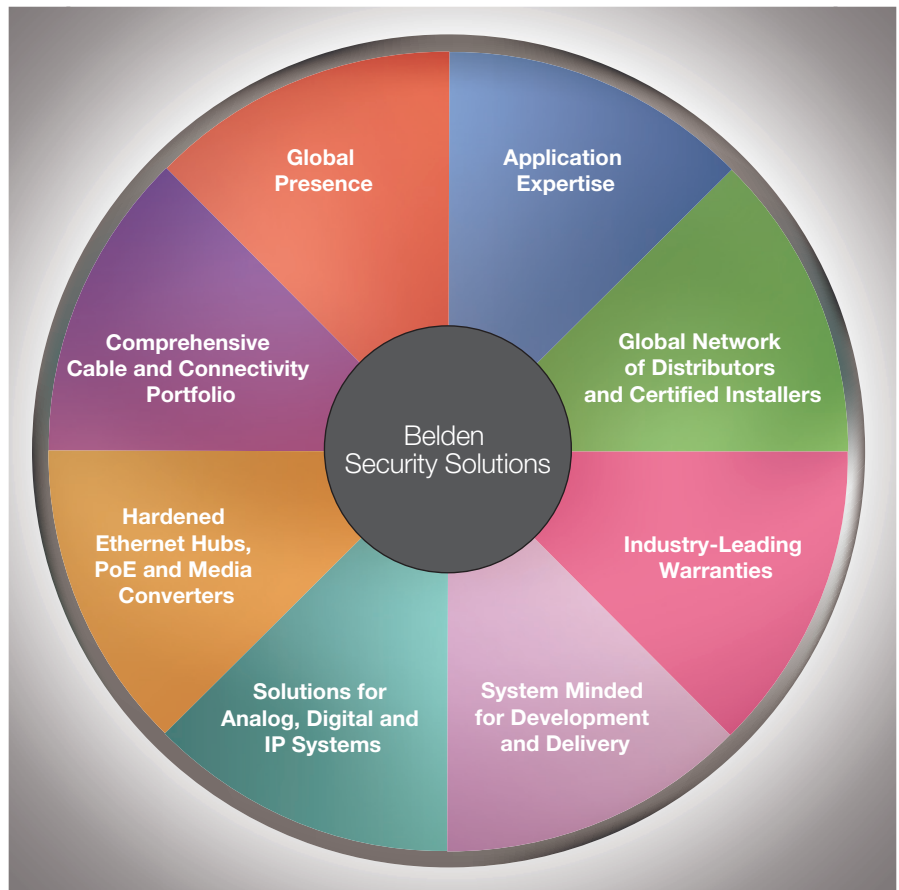 Global
Presence
Application
Expertise
Global Network
of Distributors
and Certified Installers
Industry-Leading
Warranties
System Minded
for Development
and Delivery
Solutions for
Analog, Digital and
IP Systems
Hardened
Ethernet Hubs,
PoE and Media
Converters
Comprehensive
Cable and Connectivity
Portfolio
Belden
Security Solutions